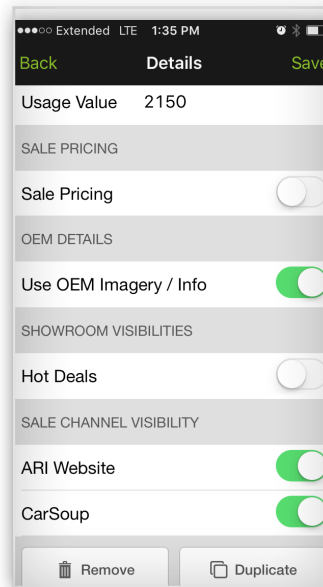 Extended LTE 1:35 PM
Back Details Save
Usage Value 2150
SALE PRICING
Sale Pricing
OEM DETAILS
Use OEM Imagery / Info
SHOWROOM VISIBILITIES
Hot Deals
SALE CHANNEL VISIBILITY
ARI Website
CarSoup
Remove Duplicate